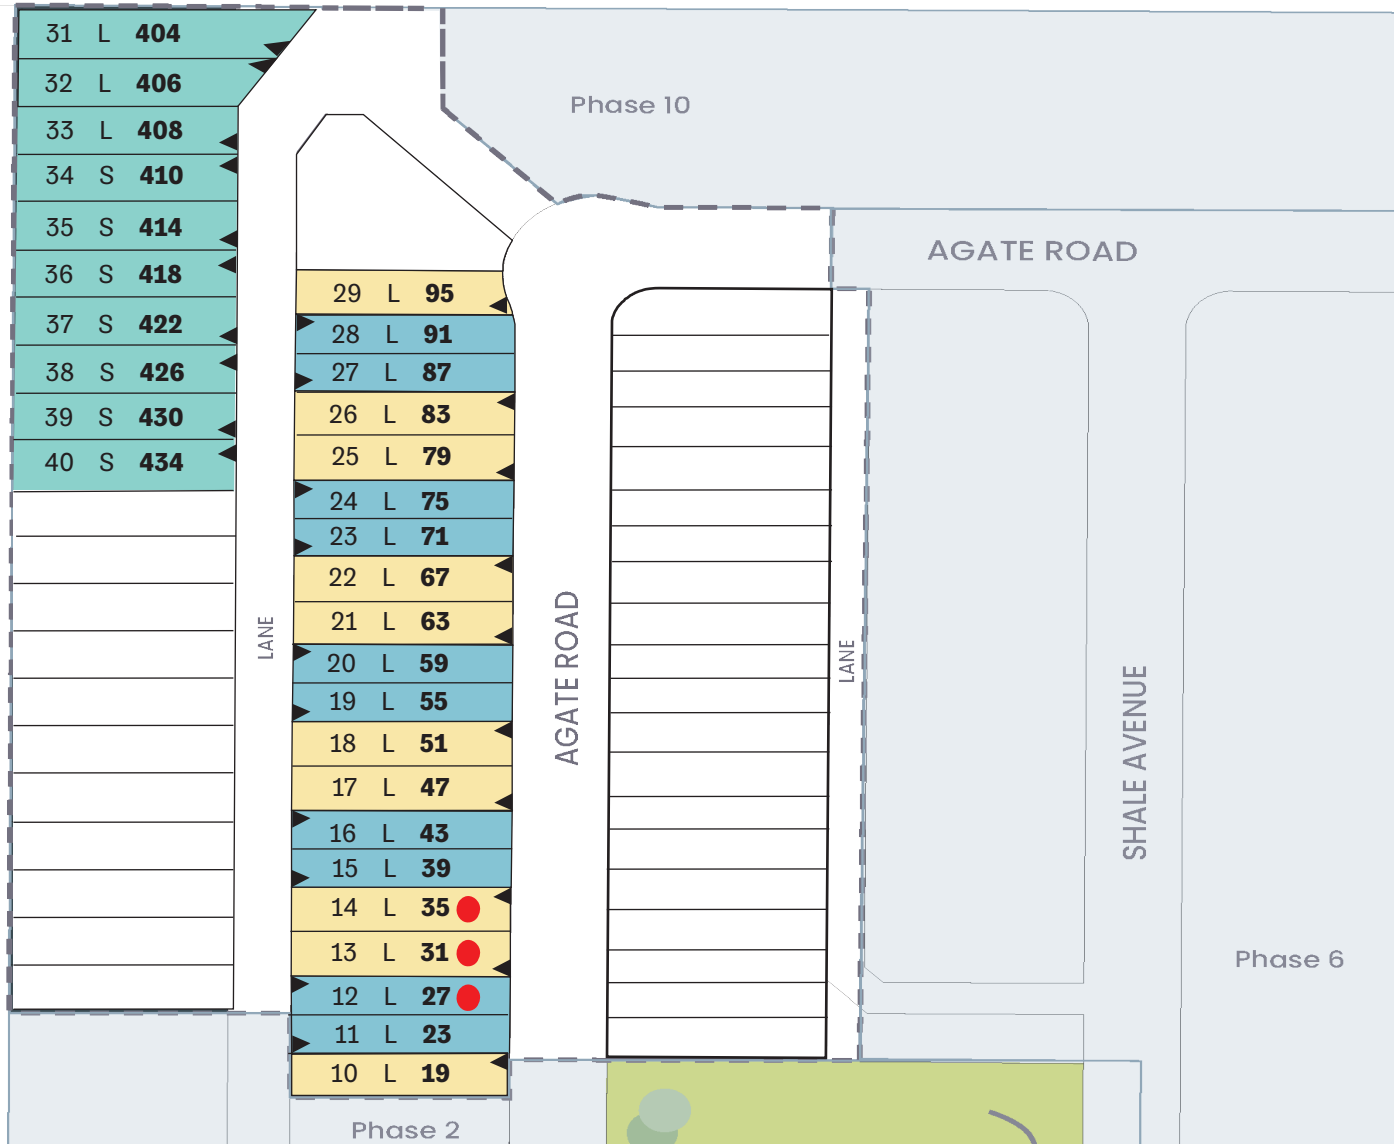 31 L 404
32 L 406
33 L 408
34 S 410
35 S 414
36 S 418
37 S 422
38 S 426
39 S 430
40 S 434
LANE
29 L 95
28 L 91
27 L 87
26 L 83
25 L 79
24 L 75
23 L 71
22 L 67
21 L 63
20 L 59
19 L 55
18 L 51
17 L 47
16 L 43
15 L 39
14 L 35
13 L 31
12 L 27
11 L 23
10 L 19
Phase 2
AGATE ROAD
LANE
Phase 10
AGATE ROAD
SHALE AVENUE
Phase 6